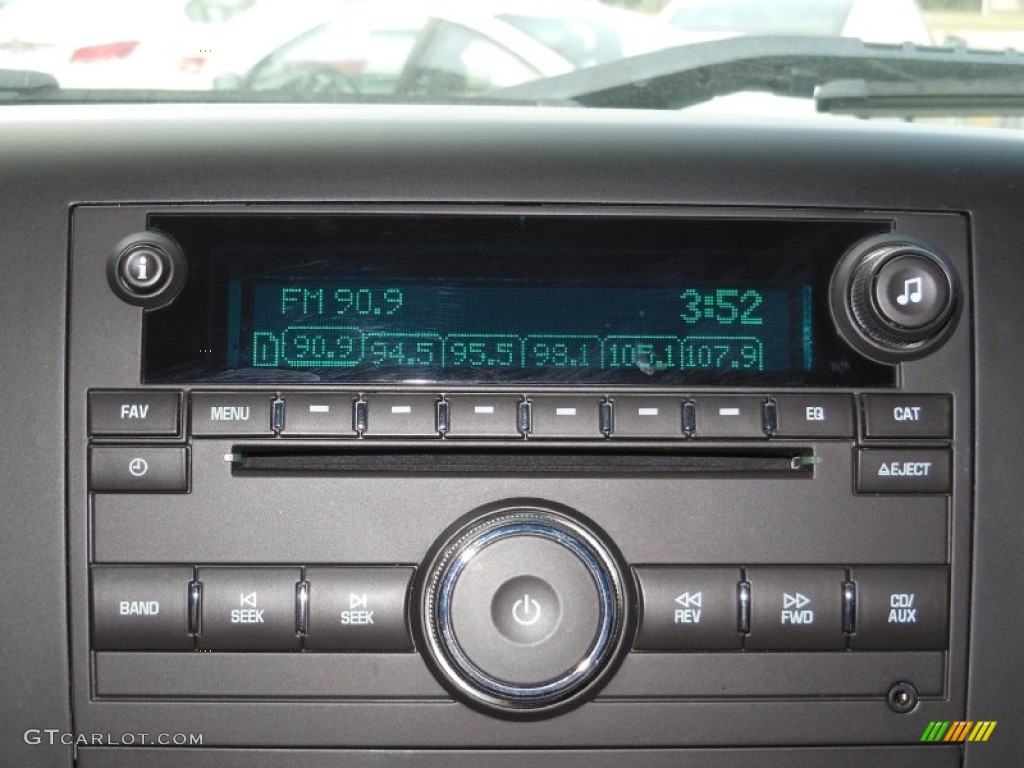 FM 90.9 3:52
D 90.9 94.5 95.5 98.1 105.1 107.9
FAV MENU EQ CAT
EJECT
BAND SEEK SEEK REV FWD CD/AUX
GTCARLOT.COM